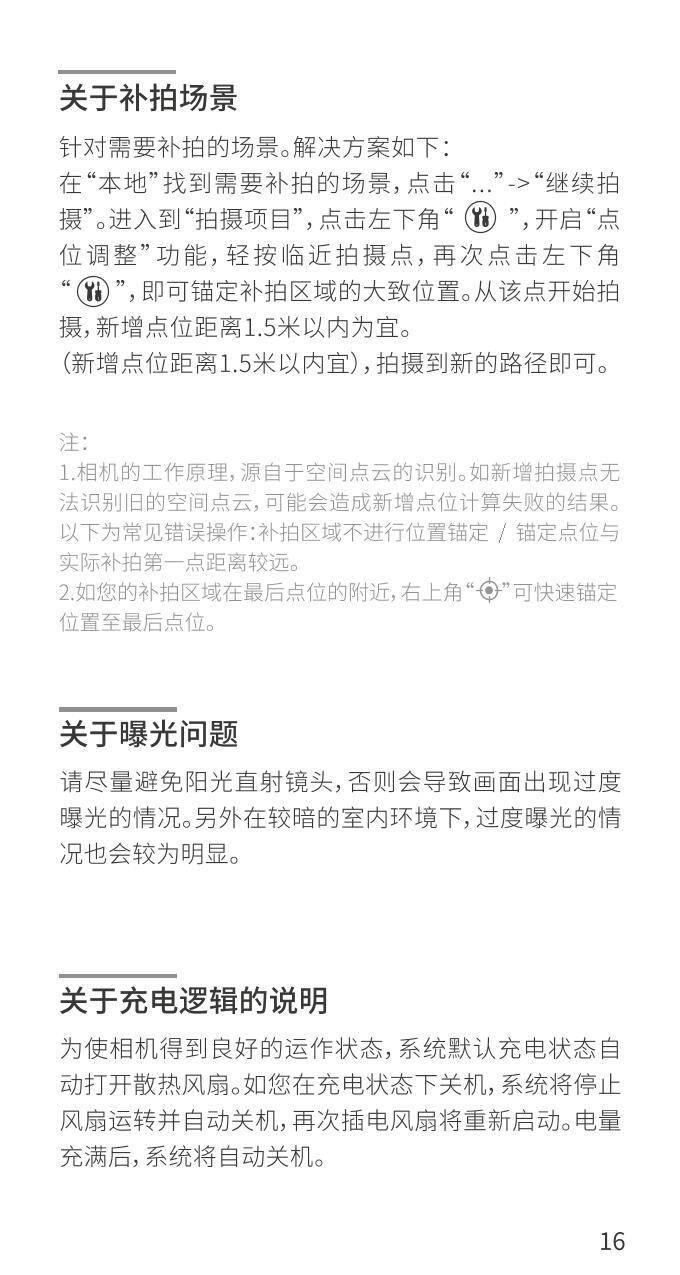 关于补拍场景
针对需要补拍的场景。解决方案如下：
在“本地”找到需要补拍的场景，点击“...”->“继续拍
摄”。进入到“拍摄项目”，点击左下角“ ”，开启“点
位调整”功能，轻按临近拍摄点，再次点击左下角
“ ”，即可锚定补拍区域的大致位置。从该点开始拍
摄，新增点位距离1.5米以内为宜。
（新增点位距离1.5米以内宜），拍摄到新的路径即可。
注：
1.相机的工作原理，源自于空间点云的识别。如新增拍摄点无
法识别旧的空间点云，可能会造成新增点位计算失败的结果。
以下为常见错误操作：补拍区域不进行位置锚定 / 锚定点位与
实际补拍第一点距离较远。
2.如您的补拍区域在最后点位的附近，右上角“ ”可快速锚定
位置至最后点位。
关于曝光问题
请尽量避免阳光直射镜头，否则会导致画面出现过度
曝光的情况。另外在较暗的室内环境下，过度曝光的情
况也会较为明显。
关于充电逻辑的说明
为使相机得到良好的运作状态，系统默认充电状态自
动打开散热风扇。如您在充电状态下关机，系统将停止
风扇运转并自动关机，再次插电风扇将重新启动。电量
充满后，系统将自动关机。
16